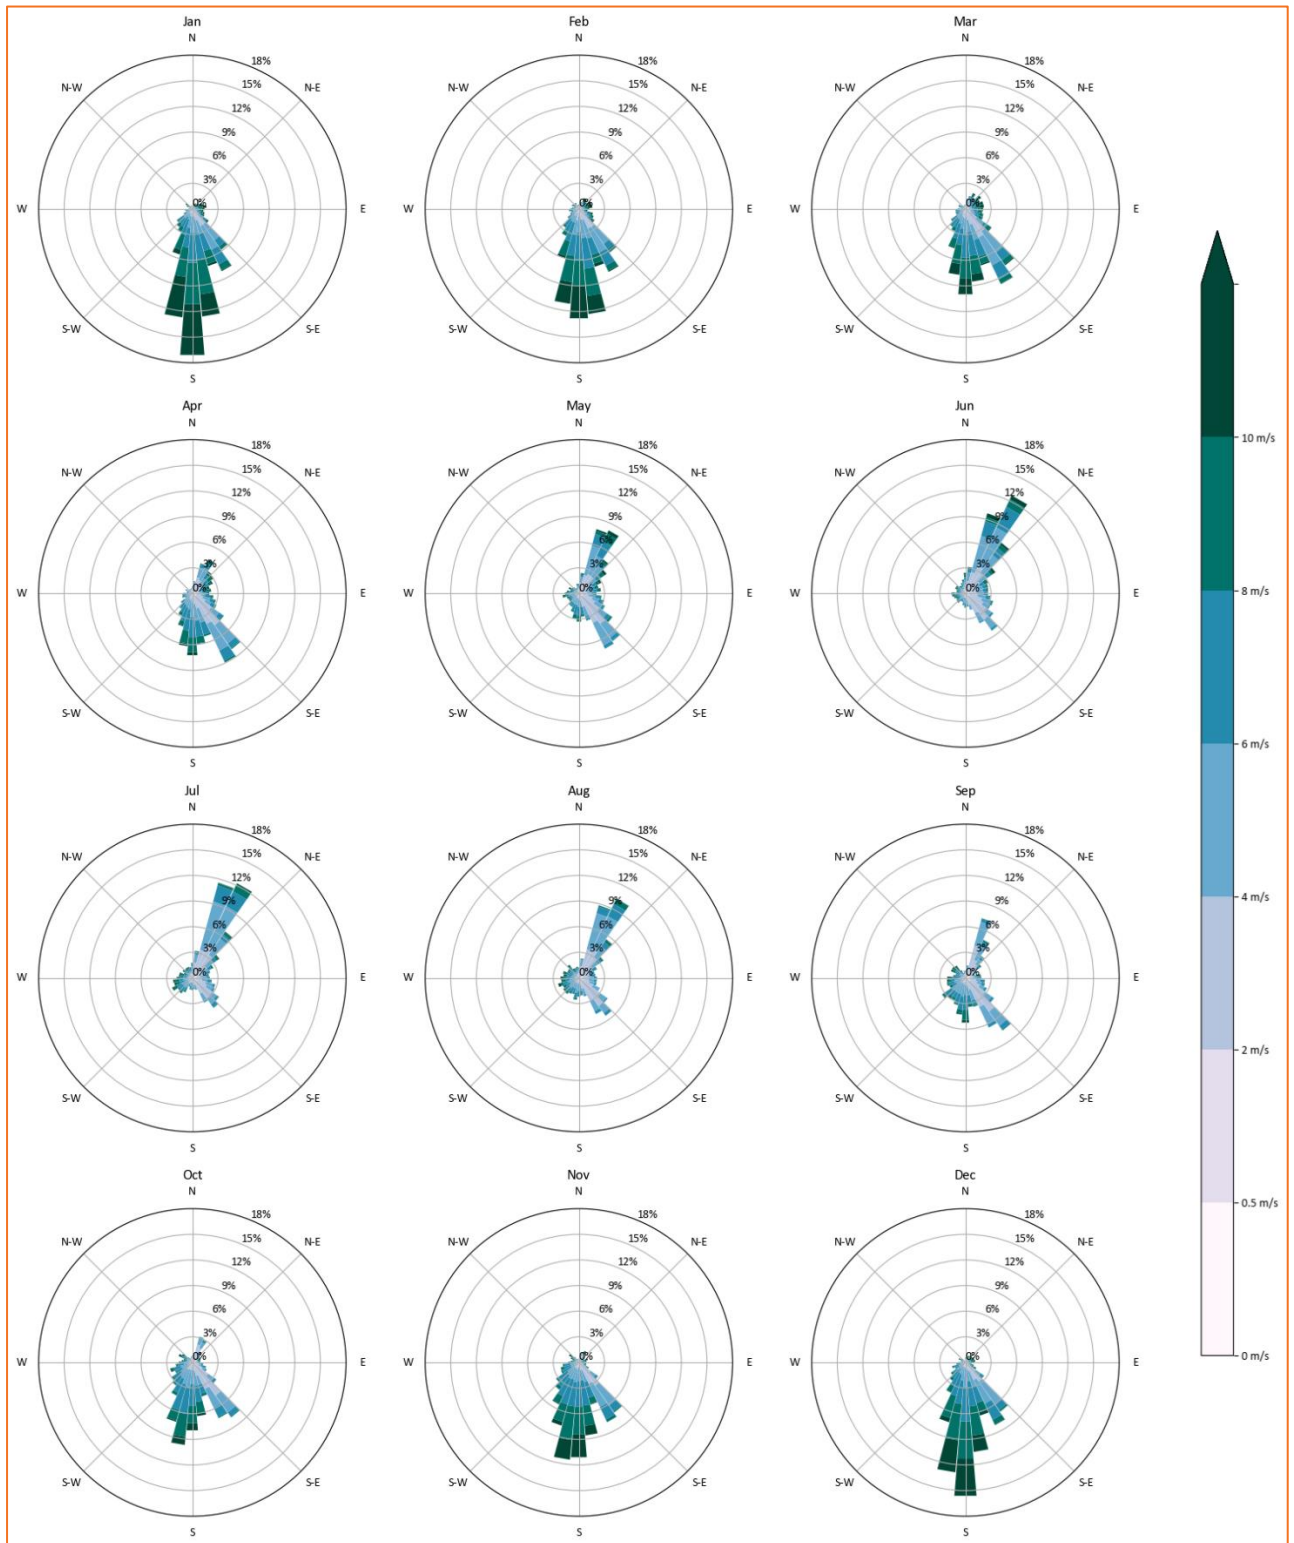 Jan
N
18%
15%
12%
9%
6%
3%
0%
N-W
N-E
W
E
S-W
S-E
S
Feb
N
18%
15%
12%
9%
6%
3%
0%
N-W
N-E
W
E
S-W
S-E
S
Mar
N
18%
15%
12%
9%
6%
3%
0%
N-W
N-E
W
E
S-W
S-E
S
Apr
N
18%
15%
12%
9%
6%
3%
0%
N-W
N-E
W
E
S-W
S-E
S
May
N
18%
15%
12%
9%
6%
3%
0%
N-W
N-E
W
E
S-W
S-E
S
Jun
N
18%
15%
12%
9%
6%
3%
0%
N-W
N-E
W
E
S-W
S-E
S
Jul
N
18%
15%
12%
9%
6%
3%
0%
N-W
N-E
W
E
S-W
S-E
S
Aug
N
18%
15%
12%
9%
6%
3%
0%
N-W
N-E
W
E
S-W
S-E
S
Sep
N
18%
15%
12%
9%
6%
3%
0%
N-W
N-E
W
E
S-W
S-E
S
Oct
N
18%
15%
12%
9%
6%
3%
0%
N-W
N-E
W
E
S-W
S-E
S
Nov
N
18%
15%
12%
9%
6%
3%
0%
N-W
N-E
W
E
S-W
S-E
S
Dec
N
18%
15%
12%
9%
6%
3%
0%
N-W
N-E
W
E
S-W
S-E
S
10 m/s
8 m/s
6 m/s
4 m/s
2 m/s
0.5 m/s
0 m/s